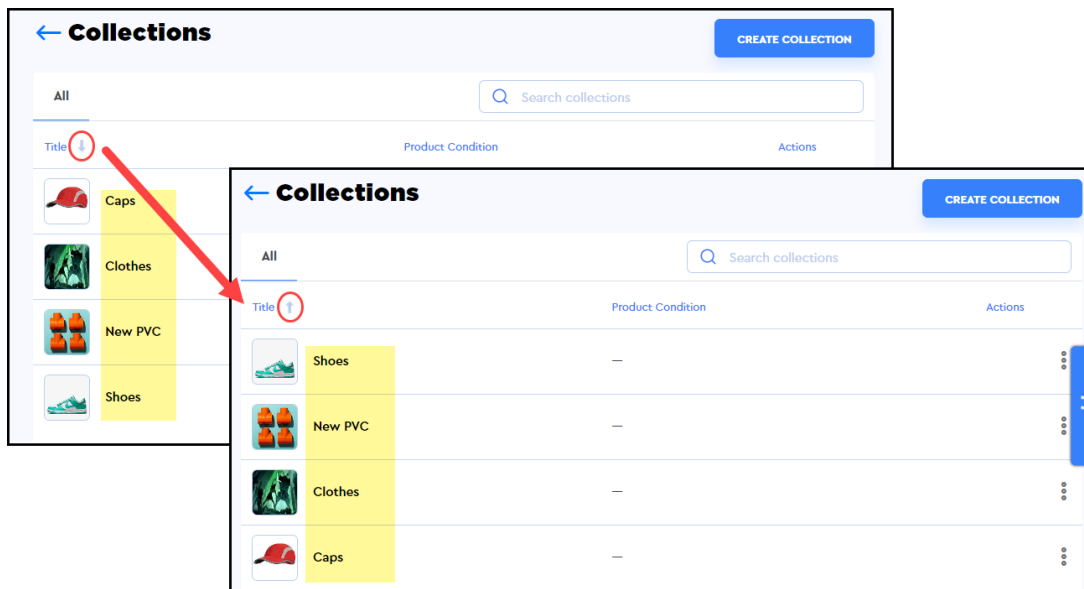 Collections
CREATE COLLECTION
All
Search collections
Title
Product Condition
Actions
Caps
Clothes
New PVC
Shoes
Collections
CREATE COLLECTION
All
Search collections
Title
Product Condition
Actions
Shoes
—
New PVC
—
Clothes
—
Caps
—